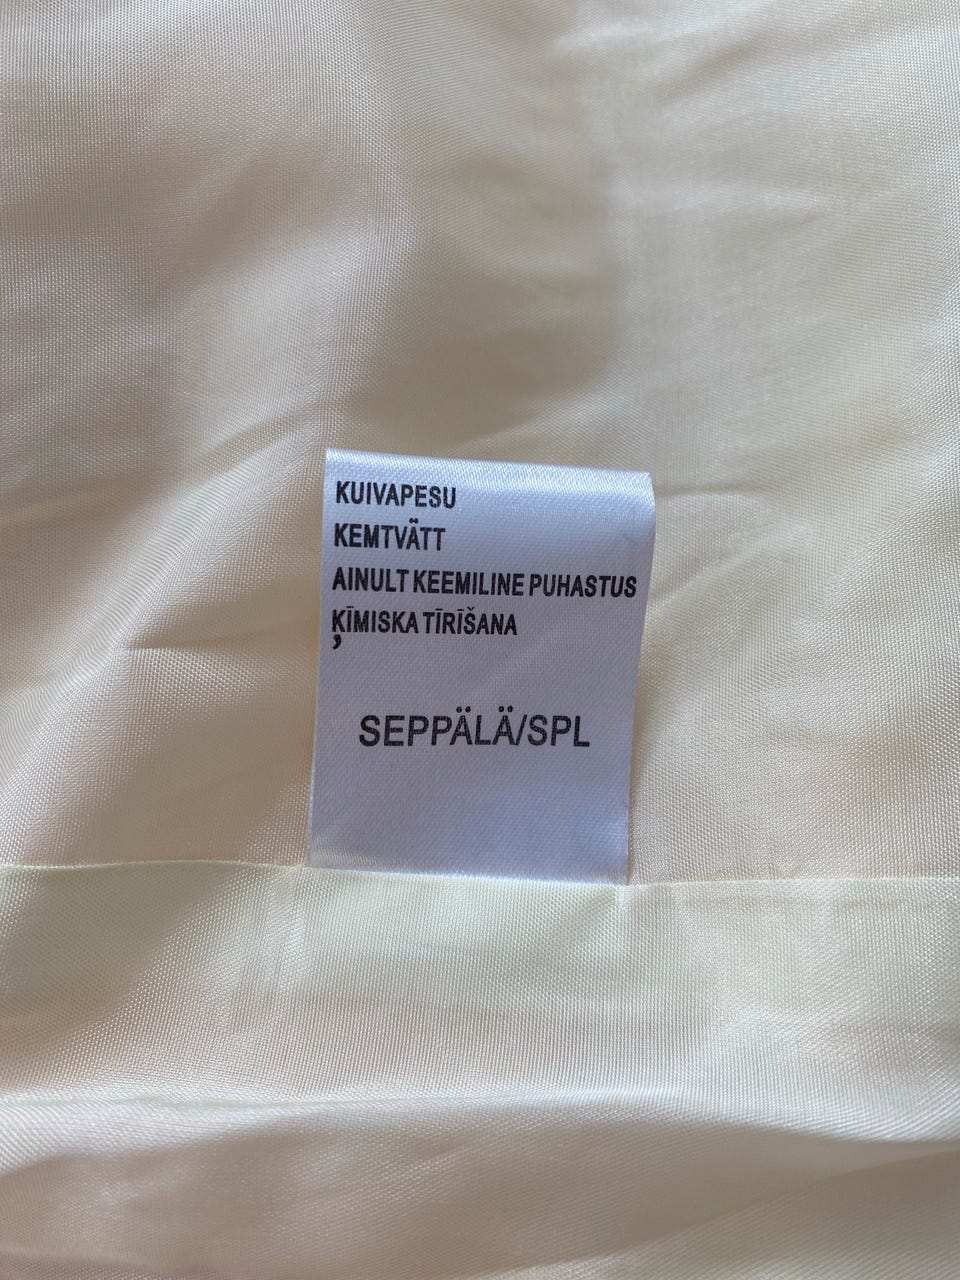 KUIVAPESU
KEMTVÄTT
AINULT KEEMILINE PUHASTUS
ĶĪMISKA TĪRĪŠANA
SEPPÄLÄ/SPL